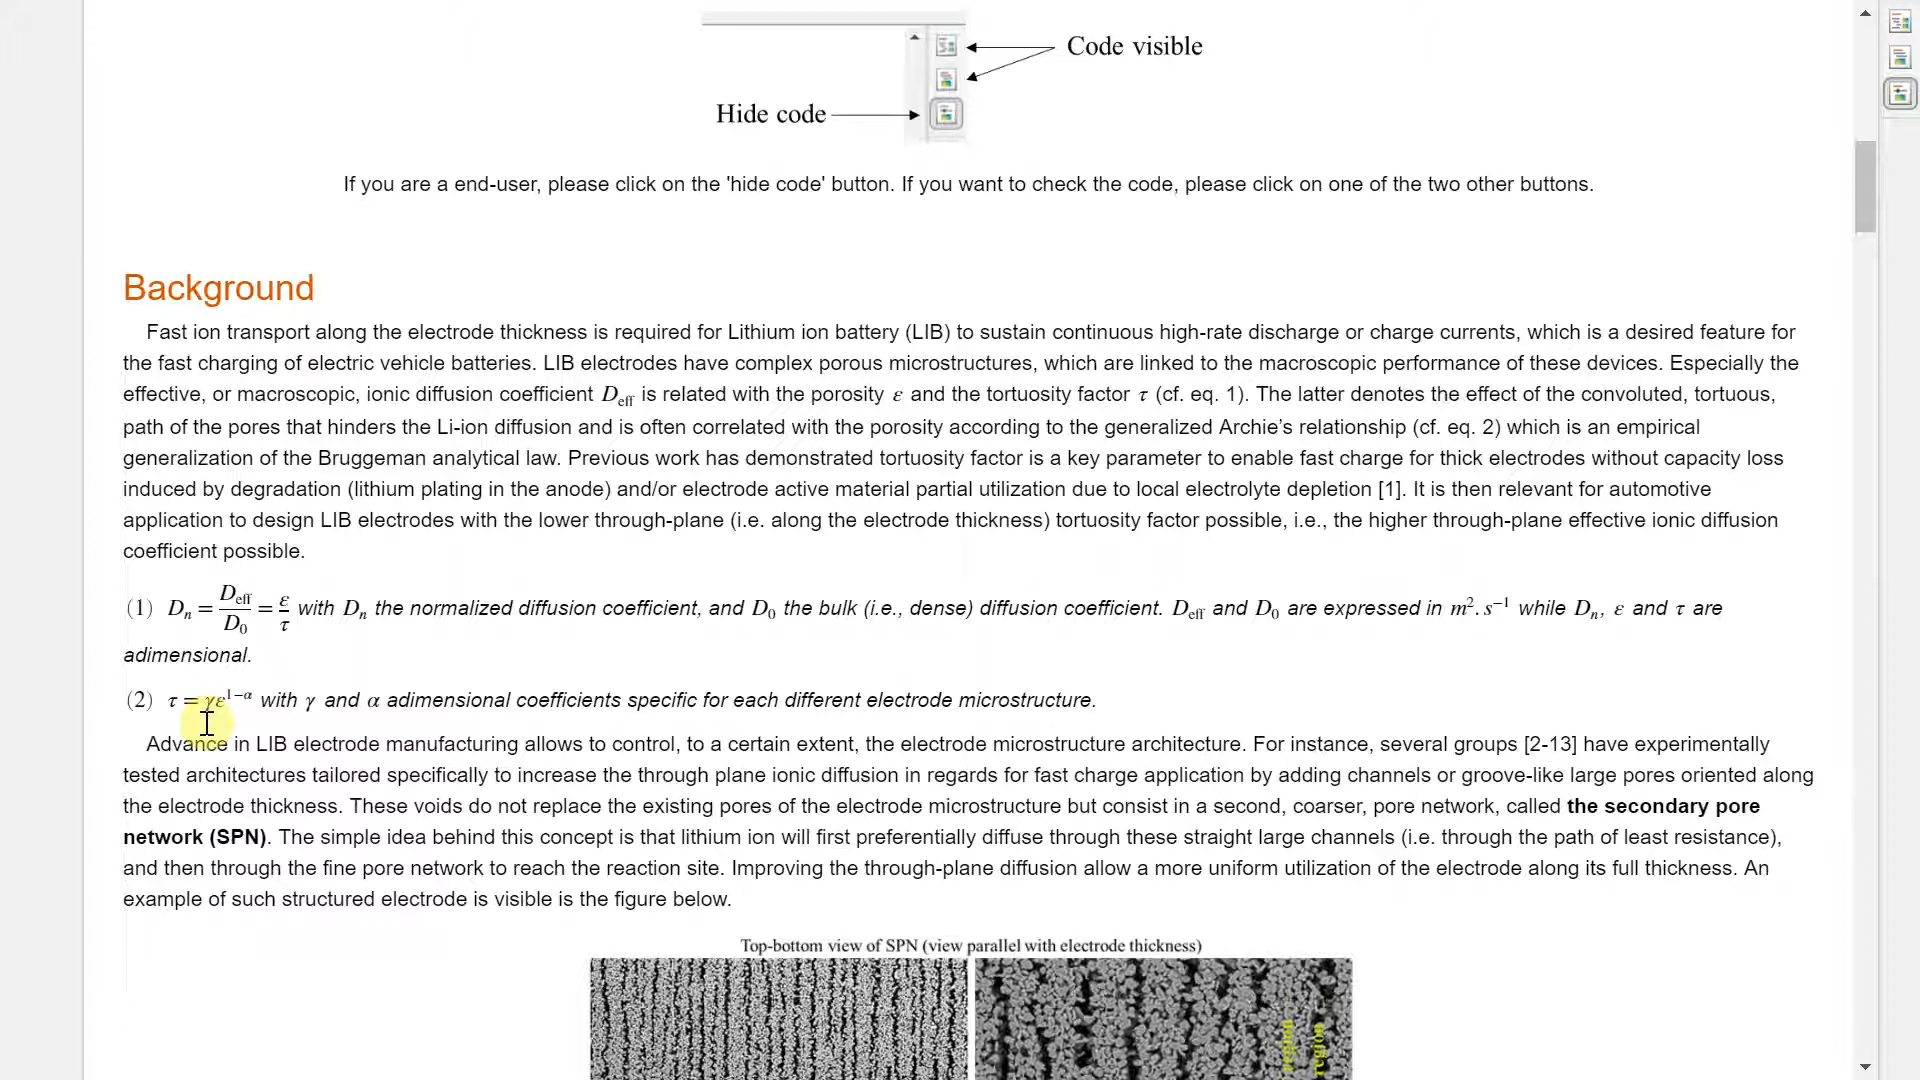 Code visible
Hide code
If you are a end-user, please click on the 'hide code' button. If you want to check the code, please click on one of the two other buttons.
Background
Fast ion transport along the electrode thickness is required for Lithium ion battery (LIB) to sustain continuous high-rate discharge or charge currents, which is a desired feature for
the fast charging of electric vehicle batteries. LIB electrodes have complex porous microstructures, which are linked to the macroscopic performance of these devices. Especially the
effective, or macroscopic, ionic diffusion coefficient D_eff is related with the porosity ε and the tortuosity factor τ (cf. eq. 1). The latter denotes the effect of the convoluted, tortuous,
path of the pores that hinders the Li-ion diffusion and is often correlated with the porosity according to the generalized Archie’s relationship (cf. eq. 2) which is an empirical
generalization of the Bruggeman analytical law. Previous work has demonstrated tortuosity factor is a key parameter to enable fast charge for thick electrodes without capacity loss
induced by degradation (lithium plating in the anode) and/or electrode active material partial utilization due to local electrolyte depletion [1]. It is then relevant for automotive
application to design LIB electrodes with the lower through-plane (i.e. along the electrode thickness) tortuosity factor possible, i.e., the higher through-plane effective ionic diffusion
coefficient possible.
(1) D_n = D_eff/D_0 = ε/τ with D_n the normalized diffusion coefficient, and D_0 the bulk (i.e., dense) diffusion coefficient. D_eff and D_0 are expressed in m².s⁻¹ while D_n, ε and τ are
adimensional.
(2) τ = γε^{1−α} with γ and α adimensional coefficients specific for each different electrode microstructure.
Advance in LIB electrode manufacturing allows to control, to a certain extent, the electrode microstructure architecture. For instance, several groups [2-13] have experimentally
tested architectures tailored specifically to increase the through plane ionic diffusion in regards for fast charge application by adding channels or groove-like large pores oriented along
the electrode thickness. These voids do not replace the existing pores of the electrode microstructure but consist in a second, coarser, pore network, called the secondary pore
network (SPN). The simple idea behind this concept is that lithium ion will first preferentially diffuse through these straight large channels (i.e. through the path of least resistance),
and then through the fine pore network to reach the reaction site. Improving the through-plane diffusion allow a more uniform utilization of the electrode along its full thickness. An
example of such structured electrode is visible is the figure below.
Top-bottom view of SPN (view parallel with electrode thickness)
region
region